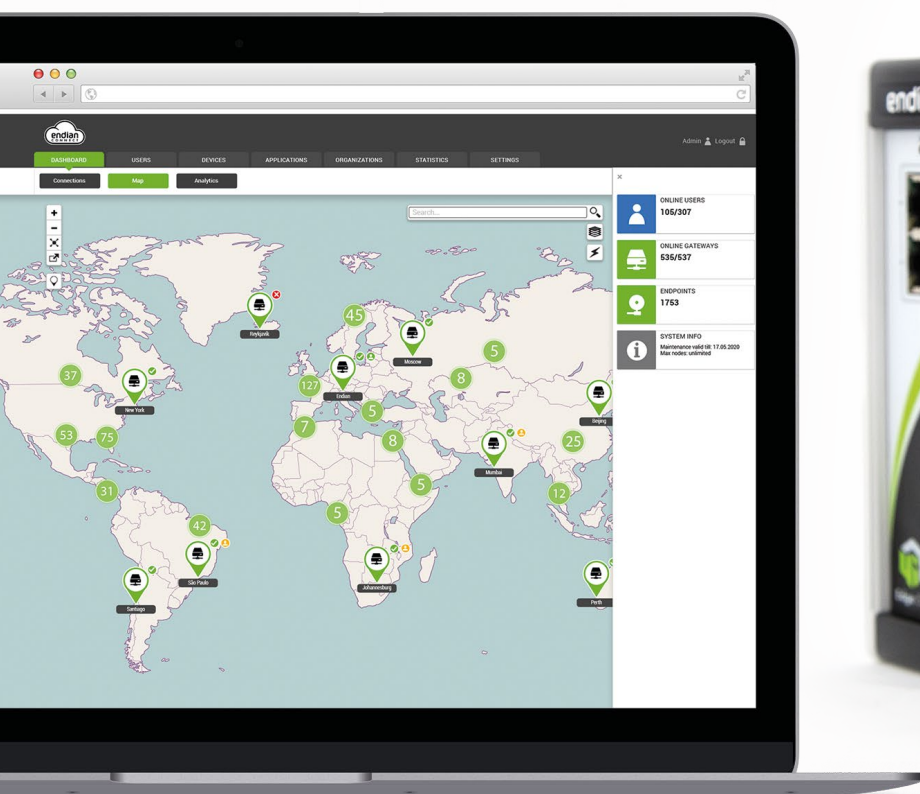 endian
CONNECT
Admin Logout
DASHBOARD USERS DEVICES APPLICATIONS ORGANIZATIONS STATISTICS SETTINGS
Connections Map Analytics
Search...
ONLINE USERS
105/307
ONLINE GATEWAYS
535/537
ENDPOINTS
1753
SYSTEM INFO
Maintenance valid till: 17.05.2020
Max nodes: unlimited
Reykjavik
45
Moscow
5
37
New York
127
Endian
8
5
Beijing
53
75
7
8
Mumbai
25
31
5
12
5
42
São Paulo
Johannesburg
Santiago
Perth
endi